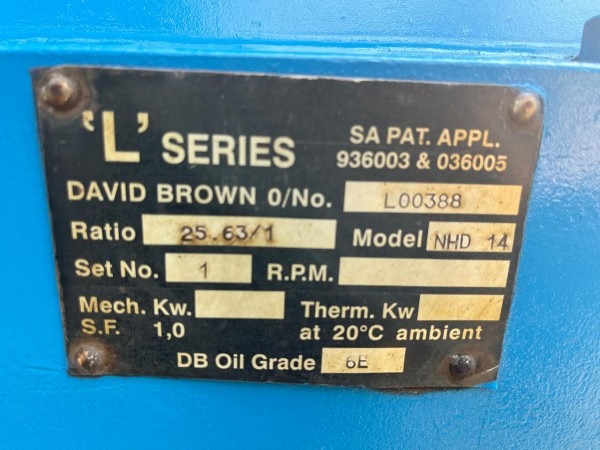 'L' SERIES
SA PAT. APPL.
936003 & 036005
DAVID BROWN O/No. L00388
Ratio 25.63/1 Model NHD 14
Set No. 1 R.P.M.
Mech. Kw. Therm. Kw
S.F. 1,0 at 20°C ambient
DB Oil Grade 6E